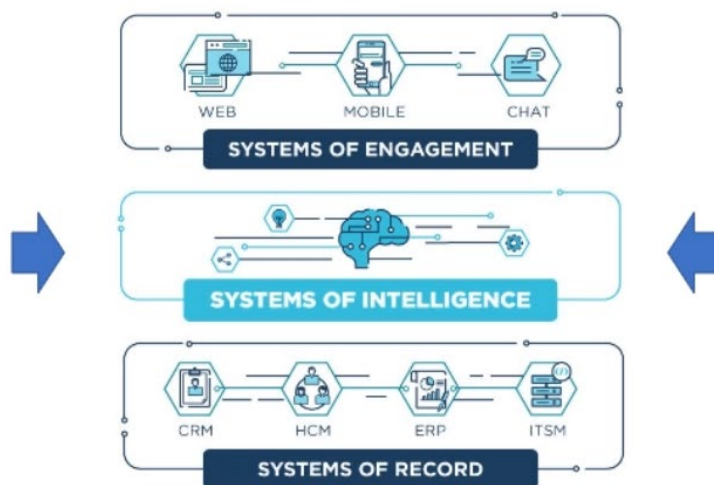 WEB MOBILE CHAT
SYSTEMS OF ENGAGEMENT
SYSTEMS OF INTELLIGENCE
CRM HCM ERP ITSM
SYSTEMS OF RECORD